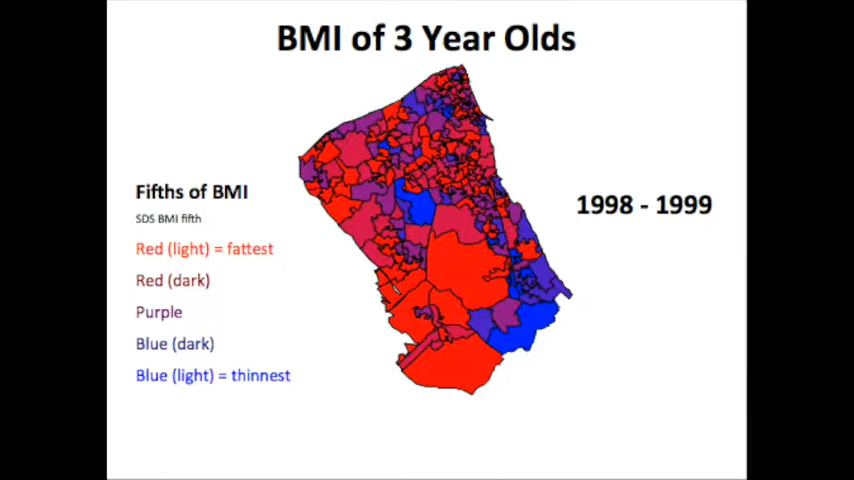 BMI of 3 Year Olds
Fifths of BMI
SDS BMI fifth
Red (light) = fattest
Red (dark)
Purple
Blue (dark)
Blue (light) = thinnest
1998 - 1999